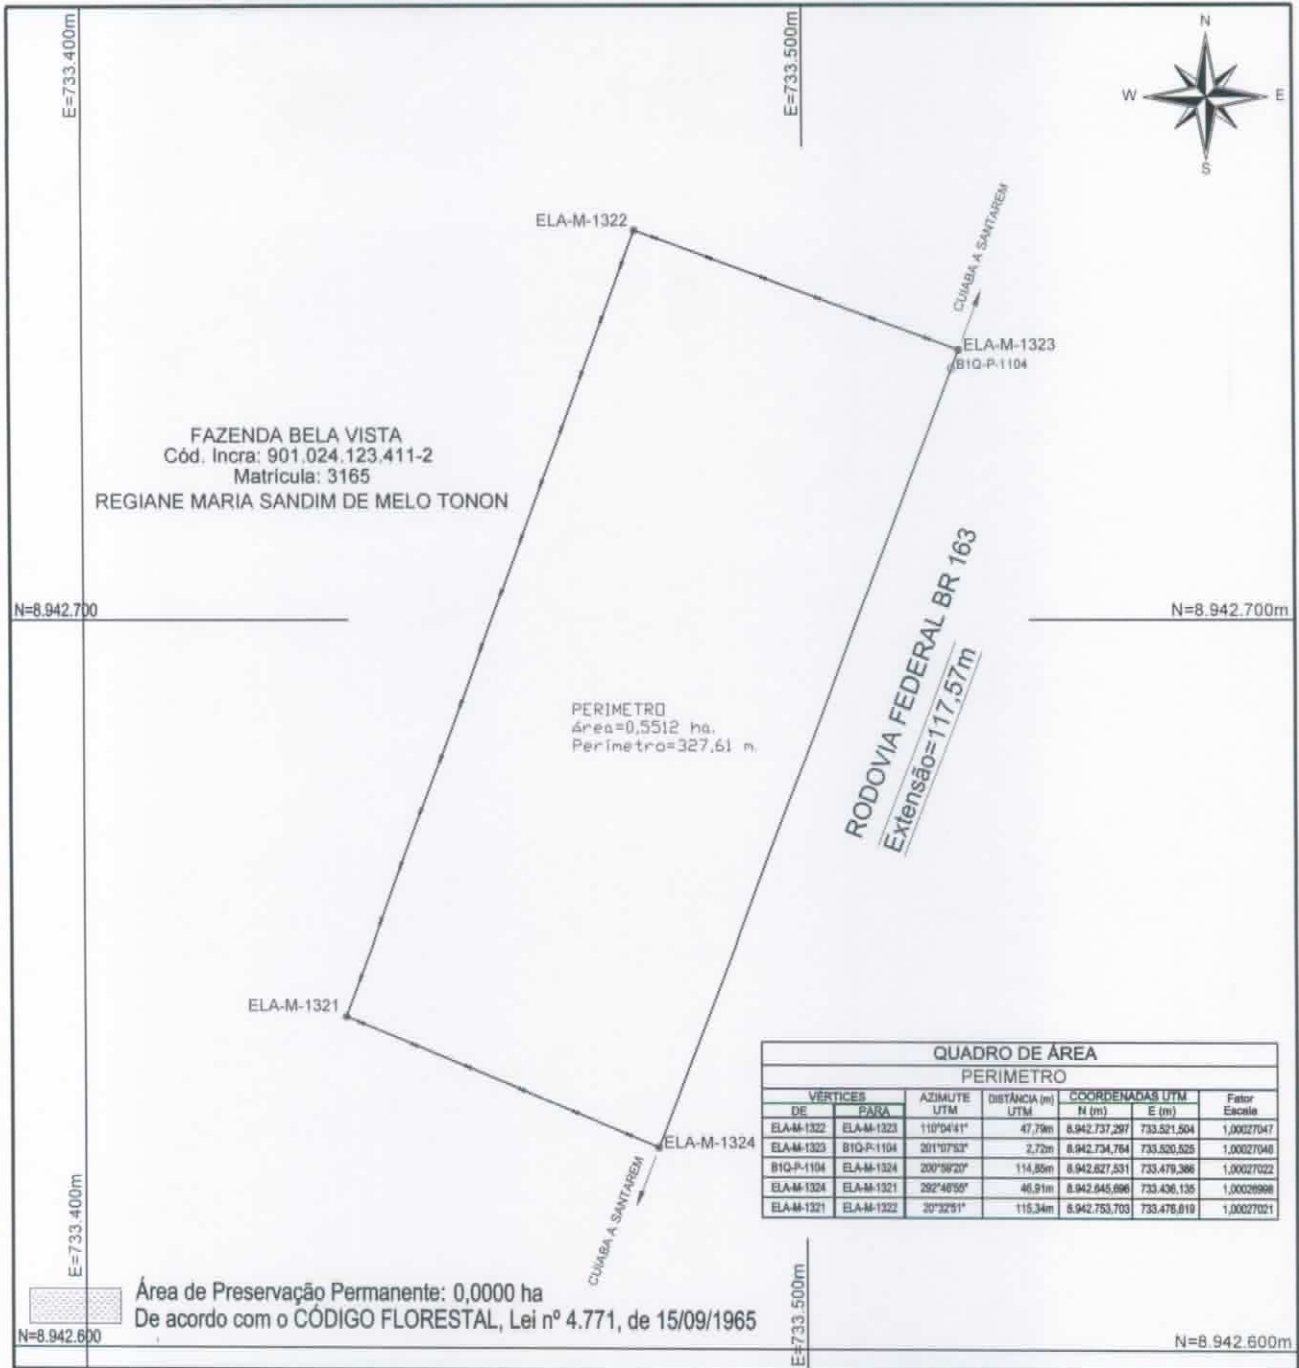 E=733.400m
E=733.500m
N
W
E
S
ELA-M-1322
CUIABA A SANTAREM
ELA-M-1323
B1Q-P-1104
FAZENDA BELA VISTA
Cód. Incra: 901.024.123.411-2
Matricula: 3165
REGIANE MARIA SANDIM DE MELO TONON
RODOVIA FEDERAL BR 163
Extensão=117,57m
N=8.942.700
N=8.942.700m
PERIMETRO
área=0,5512 ha.
Perímetro=327,61 m.
ELA-M-1321
ELA-M-1324
CUIABA A SANTAREM
QUADRO DE ÁREA
PERIMETRO
VÉRTICES AZIMUTE DISTÂNCIA (m) COORDENADAS UTM Fator
DE PARA UTM UTM N (m) E (m) Escala
ELA-M-1322 ELA-M-1323 110°04'41" 47,79m 8.942.737,297 733.521,504 1,00027047
ELA-M-1323 B1Q-P-1104 201°07'53" 2,72m 8.942.734,764 733.520,525 1,00027046
B1Q-P-1104 ELA-M-1324 200°59'20" 114,85m 8.942.627,531 733.479,386 1,00027022
ELA-M-1324 ELA-M-1321 292°46'55" 46,91m 8.942.645,696 733.436,135 1,00026998
ELA-M-1321 ELA-M-1322 20°32'51" 115,34m 8.942.753,703 733.476,619 1,00027021
E=733.400m
E=733.500m
Área de Preservação Permanente: 0,0000 ha
De acordo com o CÓDIGO FLORESTAL, Lei nº 4.771, de 15/09/1965
N=8.942.600
N=8.942.600m